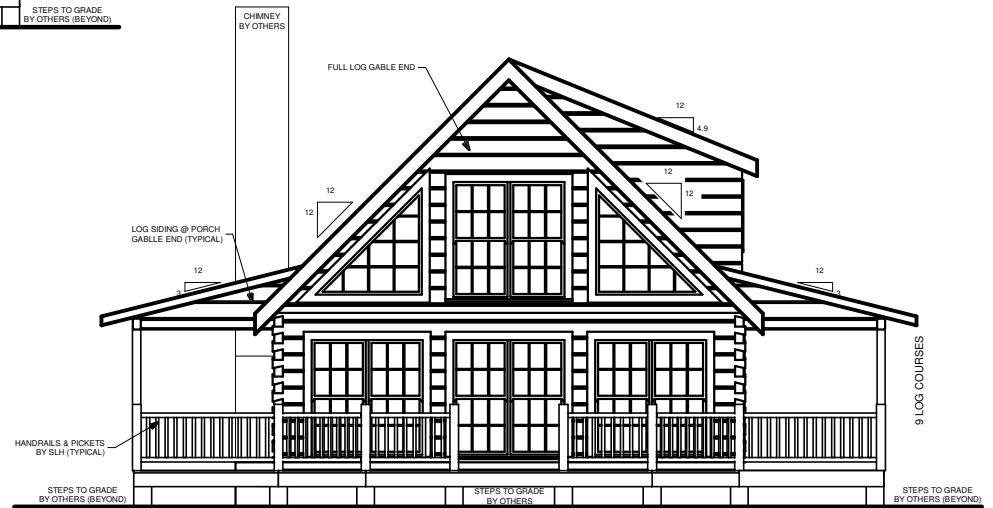 STEPS TO GRADE
BY OTHERS (BEYOND)
CHIMNEY
BY OTHERS
FULL LOG GABLE END
12
4.9
12
12
12
12
LOG SIDING @ PORCH
GABLLE END (TYPICAL)
12
3
12
3
9 LOG COURSES
HANDRAILS & PICKETS
BY SLH (TYPICAL)
STEPS TO GRADE
BY OTHERS (BEYOND)
STEPS TO GRADE
BY OTHERS
STEPS TO GRADE
BY OTHERS (BEYOND)